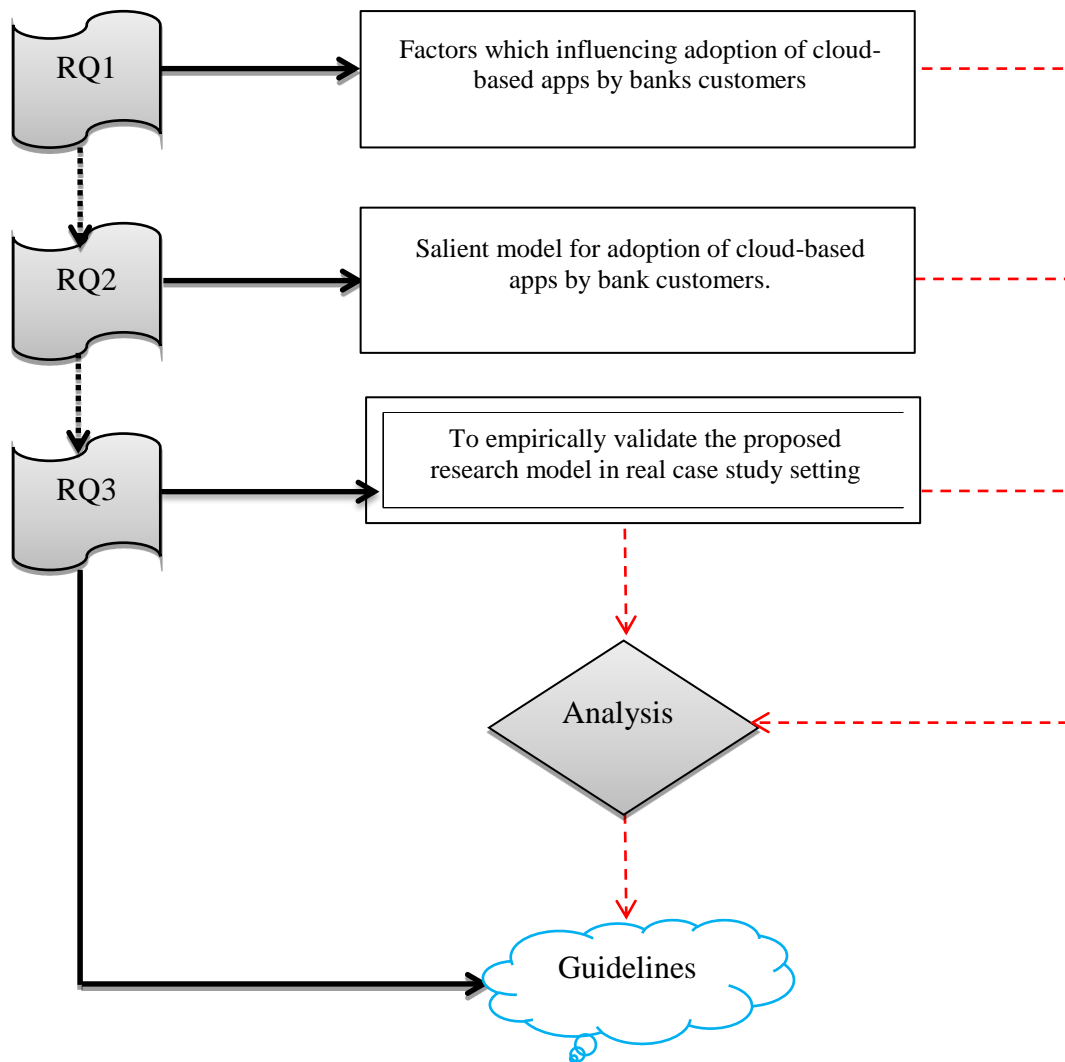 RQ1
Factors which influencing adoption of cloud-
based apps by banks customers
RQ2
Salient model for adoption of cloud-based
apps by bank customers.
RQ3
To empirically validate the proposed
research model in real case study setting
Analysis
Guidelines